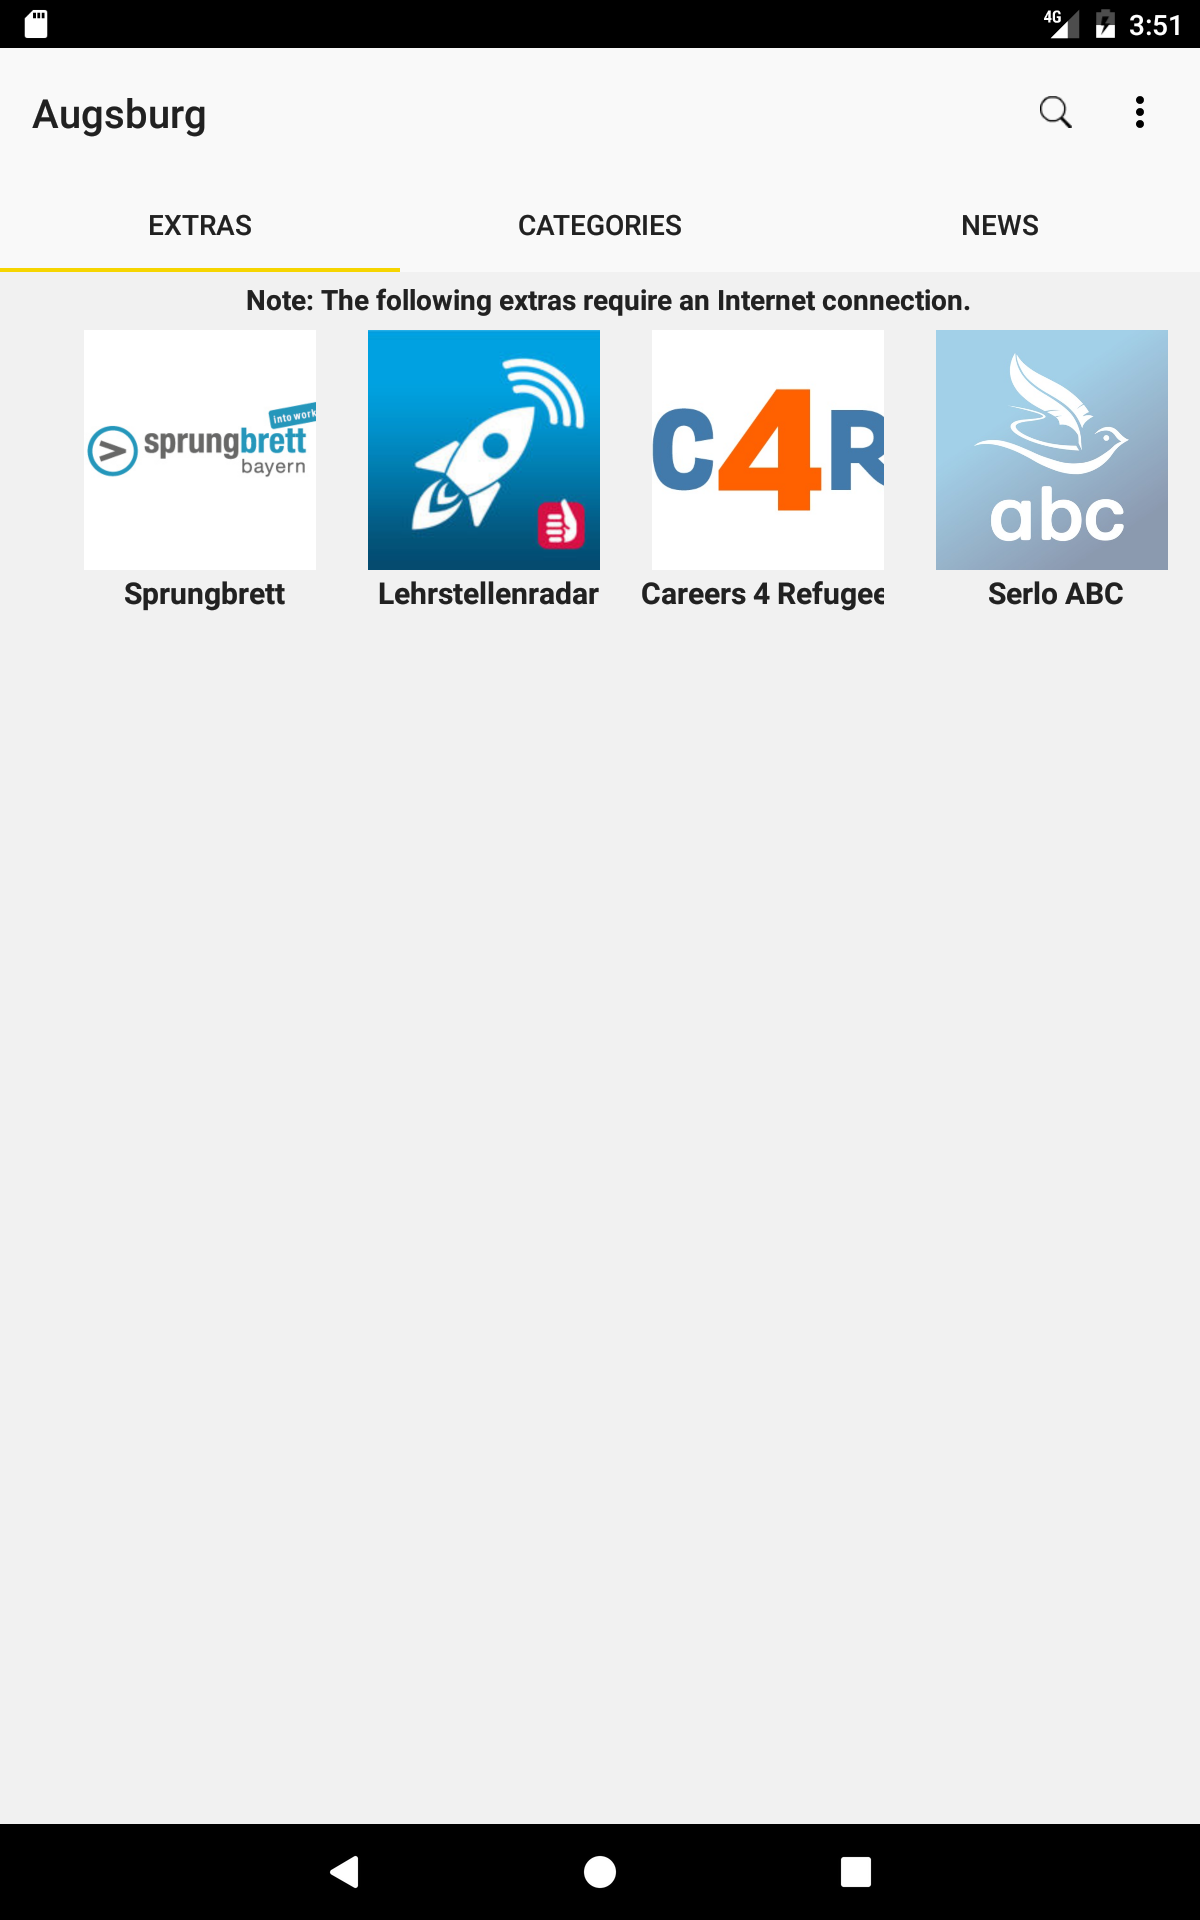 4G 3:51
Augsburg
EXTRAS CATEGORIES NEWS
Note: The following extras require an Internet connection.
into work
sprungbrett
bayern
C4R
abc
Sprungbrett Lehrstellenradar Careers 4 Refugee Serlo ABC